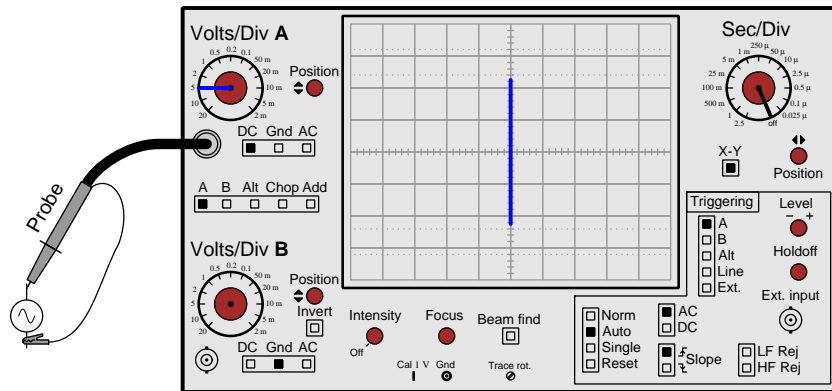 Volts/Div A
0.5 0.2 0.1
1 50 m
2 20 m
5 10 m
10 5 m
20 2 m
Position
DC Gnd AC
A B Alt Chop Add
Probe
Volts/Div B
0.5 0.2 0.1
1 50 m
2 20 m
5 10 m
10 5 m
20 2 m
Position
Invert
DC Gnd AC
Intensity
Off
Focus
Beam find
Cal 1 V Gnd Trace rot.
Sec/Div
1 m 250 µ 50 µ
5 m 10 µ
25 m 2.5 µ
100 m 0.5 µ
500 m 0.1 µ
1 0.025 µ
2.5 off
X-Y
Position
Triggering
A
B
Alt
Line
Ext.
Level
− +
Holdoff
Ext. input
Norm
Auto
Single
Reset
AC
DC
Slope
LF Rej
HF Rej